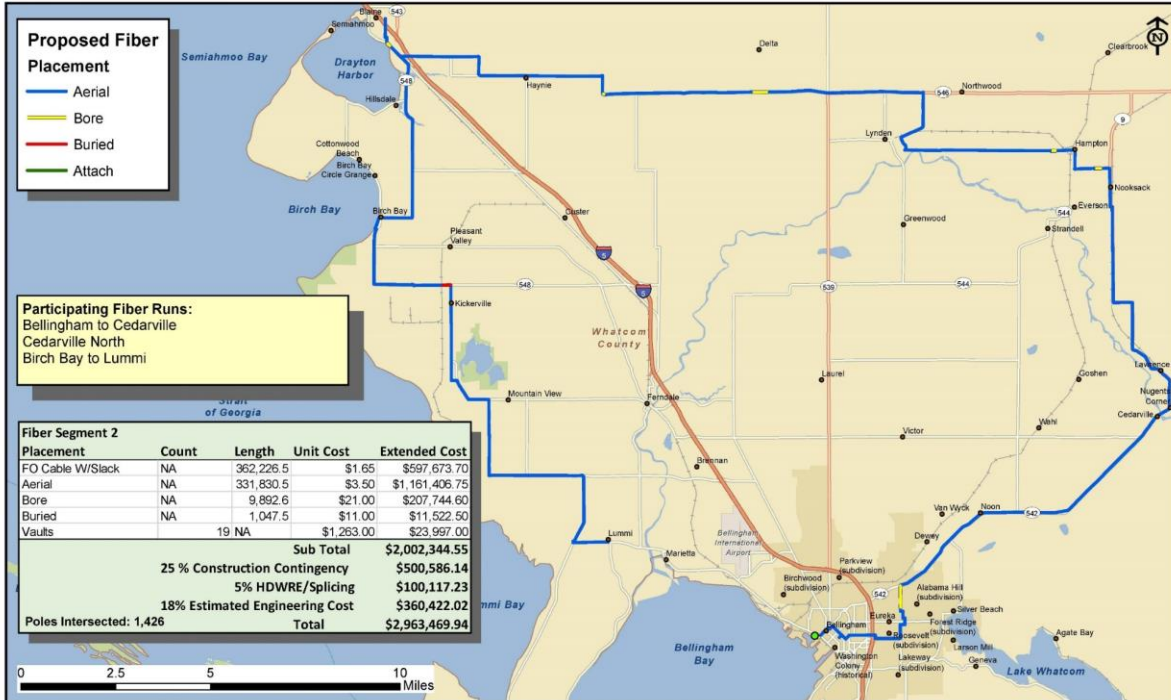 Proposed Fiber
Placement
Aerial
Bore
Buried
Attach
Participating Fiber Runs:
Bellingham to Cedarville
Cedarville North
Birch Bay to Lummi
Fiber Segment 2
Placement Count Length Unit Cost Extended Cost
FO Cable W/Slack NA 362,226.5 $1.65 $597,673.70
Aerial NA 331,830.5 $3.50 $1,161,406.75
Bore NA 9,892.6 $21.00 $207,744.60
Buried NA 1,047.5 $11.00 $11,522.50
Vaults 19 NA $1,263.00 $23,997.00
Sub Total $2,002,344.55
25 % Construction Contingency $500,586.14
5% HDWRE/Splicing $100,117.23
18% Estimated Engineering Cost $360,422.02
Poles Intersected: 1,426 Total $2,963,469.94
0 2.5 5 10
Miles
N
Blaine
543
Semiahmoo
Semiahmoo Bay
Drayton
Harbor
548
Hillsdale
Haynie
Delta
Clearbrook
546
Northwood
9
Lynden
Hampton
Nooksack
Cottonwood
Beach
Birch Bay
Circle Grange
Birch Bay
Birch Bay
Custer
Pleasant
Valley
Greenwood
Everson
544
Strandell
5
5
548
Kickerville
539
544
Whatcom
County
Laurel
Goshen
Lawrence
Nugents
Corner
Cedarville
Strait
of Georgia
Mountain View
Ferndale
Victor
Wahl
Brennan
Van Wyck
Noon
542
Bellingham
International
Airport
Dewey
Lummi
Marietta
Birchwood
(subdivision)
Parkview
(subdivision)
542
Alabama Hill
(subdivision)
Silver Beach
Eureka
Forest Ridge
(subdivision)
Roosevelt
(subdivision)
Larson Mill
Agate Bay
Bellingham
Washington
Colony
(historical)
Lakeway
(subdivision)
Geneva
Lake Whatcom
Bellingham
Bay
mmi Bay